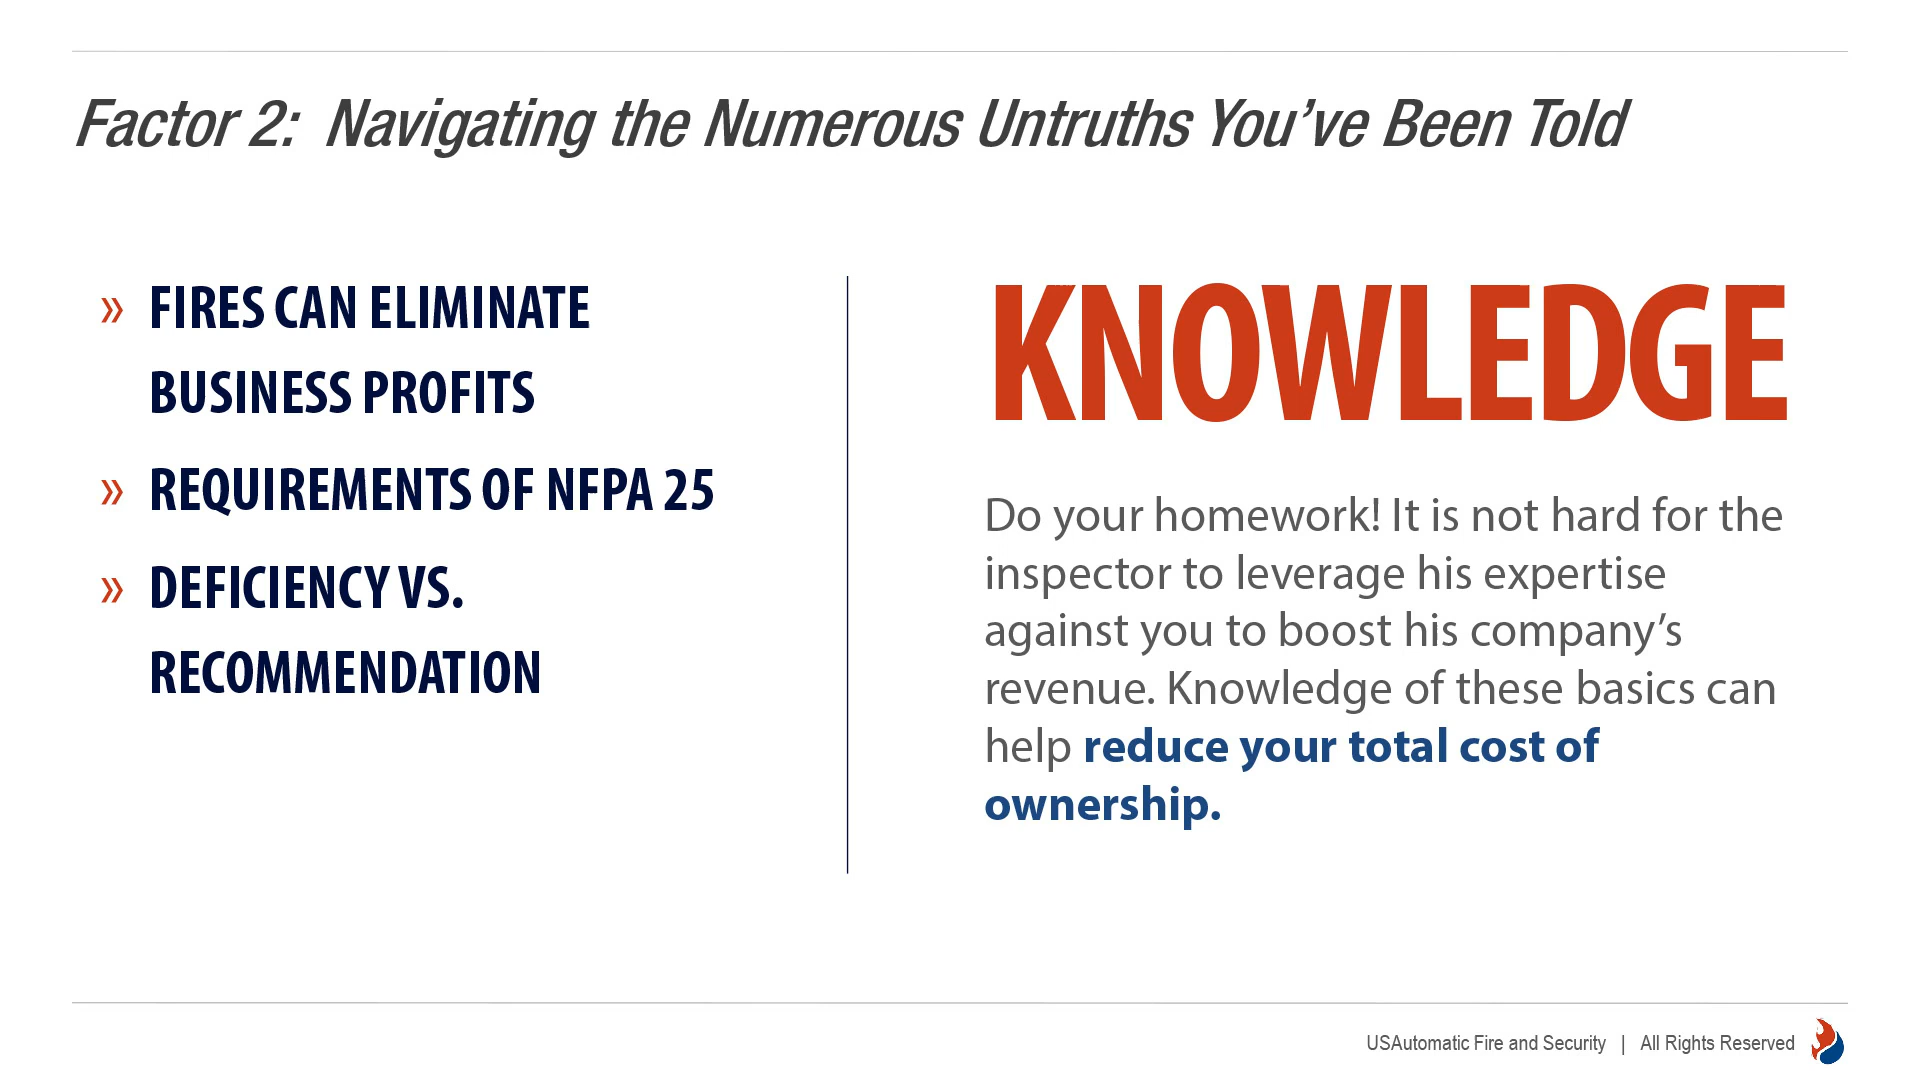 Factor 2: Navigating the Numerous Untruths You’ve Been Told
» FIRES CAN ELIMINATE
BUSINESS PROFITS
» REQUIREMENTS OF NFPA 25
» DEFICIENCY VS.
RECOMMENDATION
KNOWLEDGE
Do your homework! It is not hard for the
inspector to leverage his expertise
against you to boost his company’s
revenue. Knowledge of these basics can
help reduce your total cost of
ownership.
USAutomatic Fire and Security | All Rights Reserved